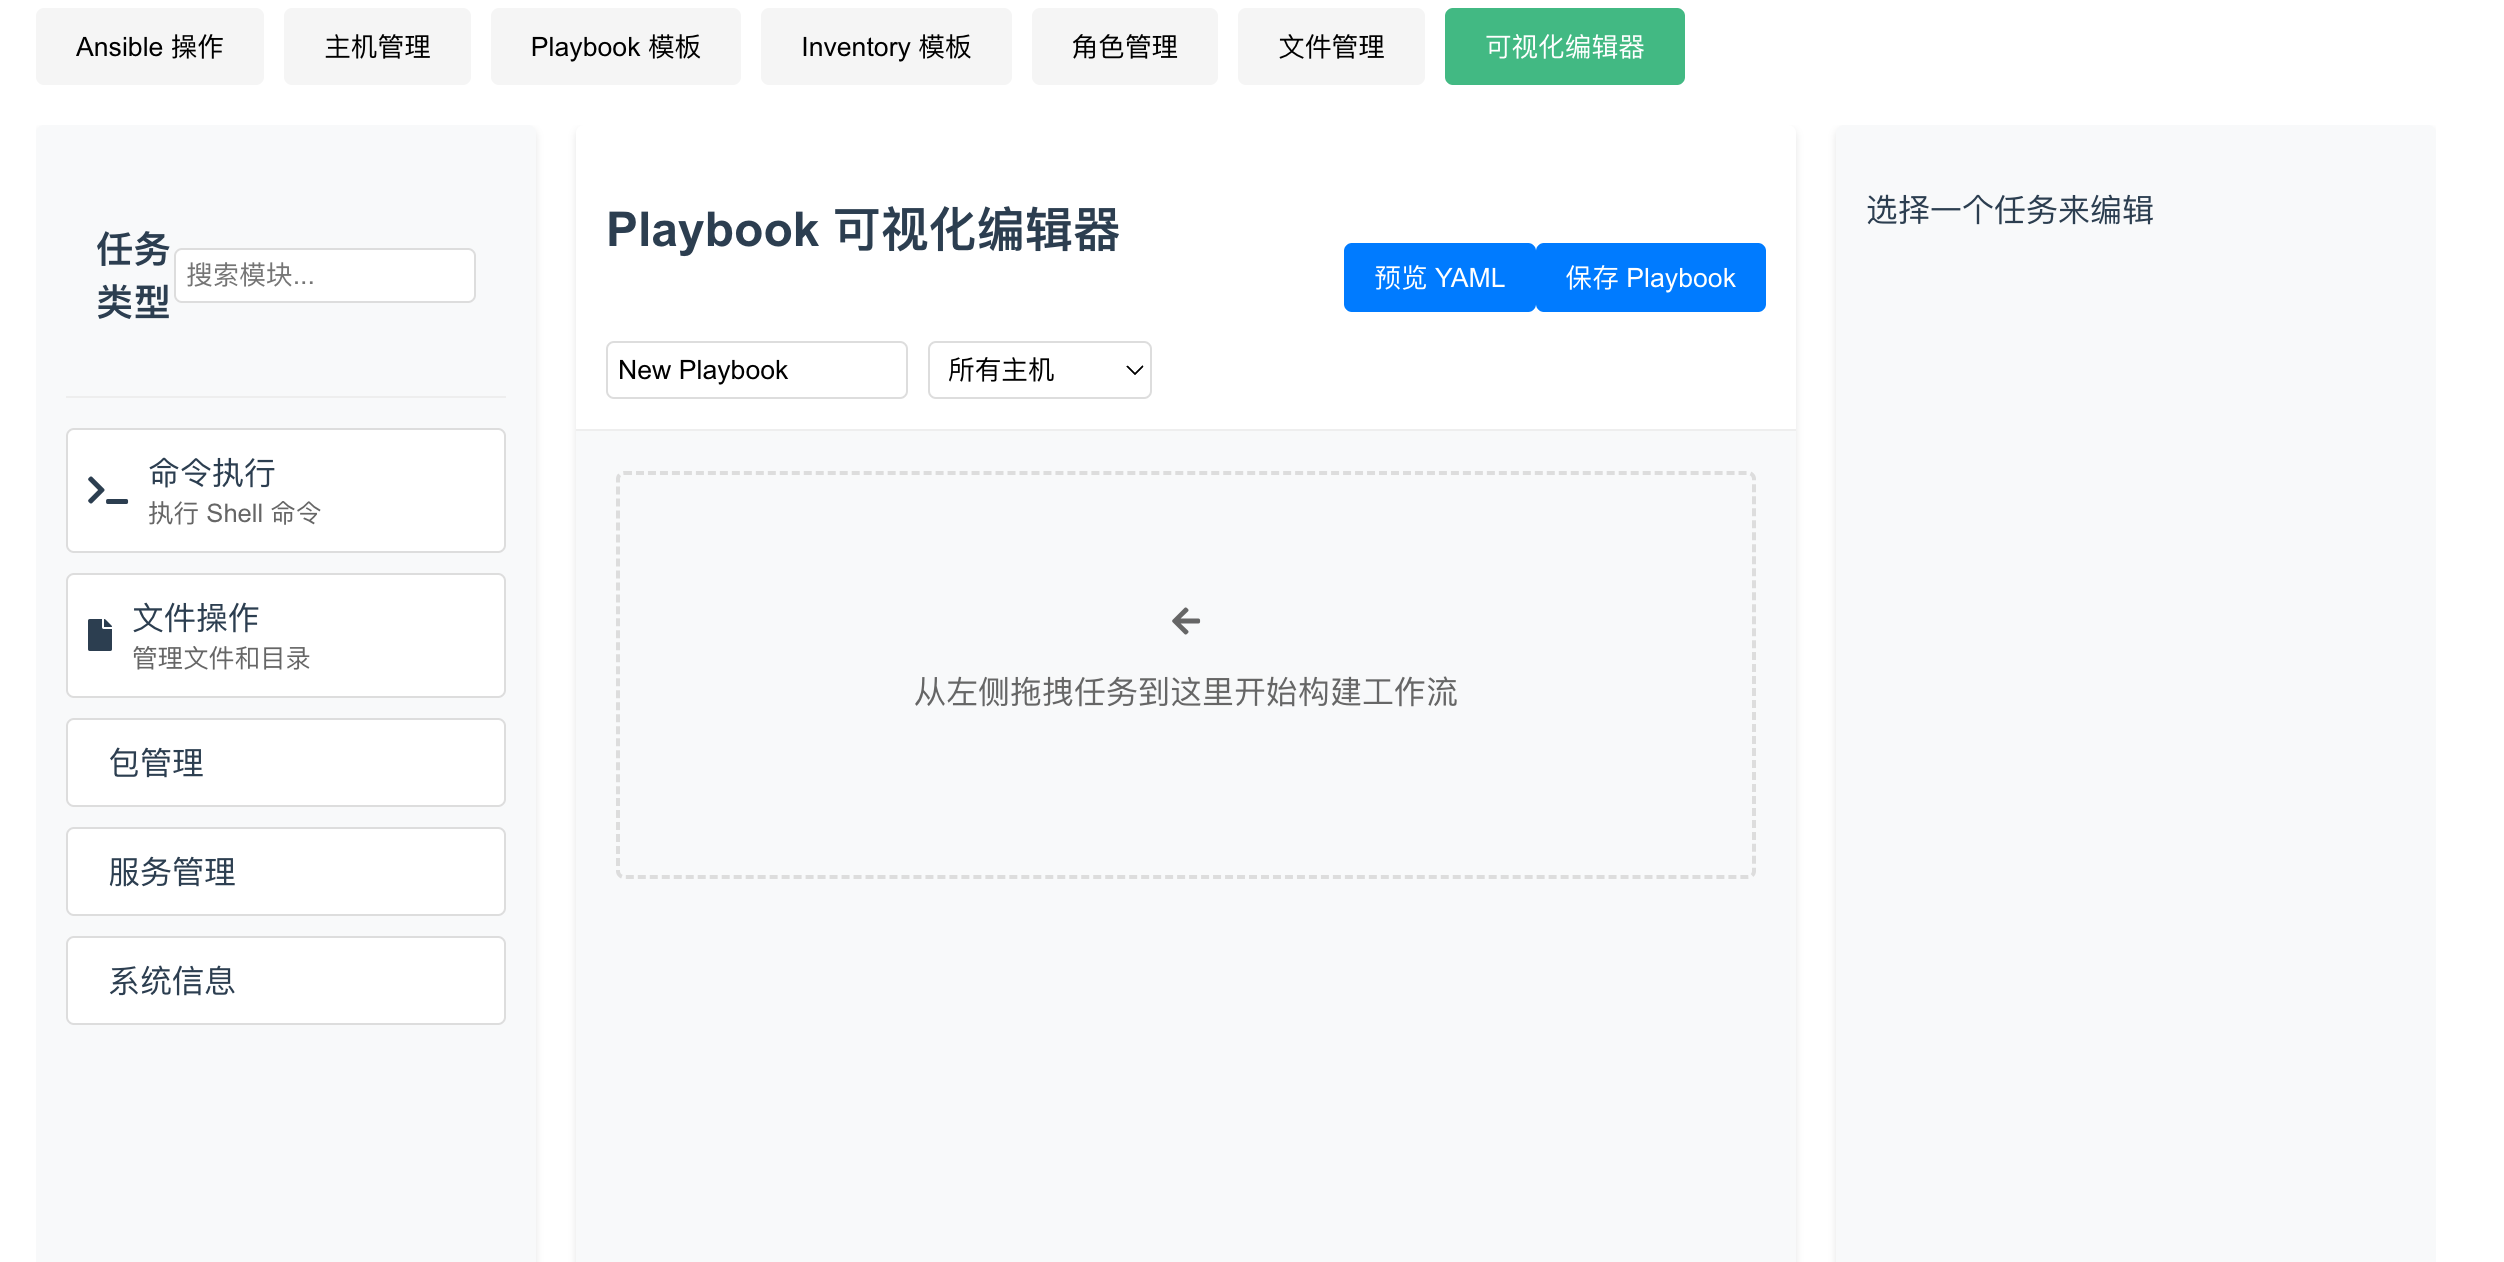 Ansible 操作
主机管理
Playbook 模板
Inventory 模板
角色管理
文件管理
可视化编辑器
任务
类型
搜索模块...
命令执行
执行 Shell 命令
文件操作
管理文件和目录
包管理
服务管理
系统信息
Playbook 可视化编辑器
预览 YAML
保存 Playbook
New Playbook
所有主机
从左侧拖拽任务到这里开始构建工作流
选择一个任务来编辑